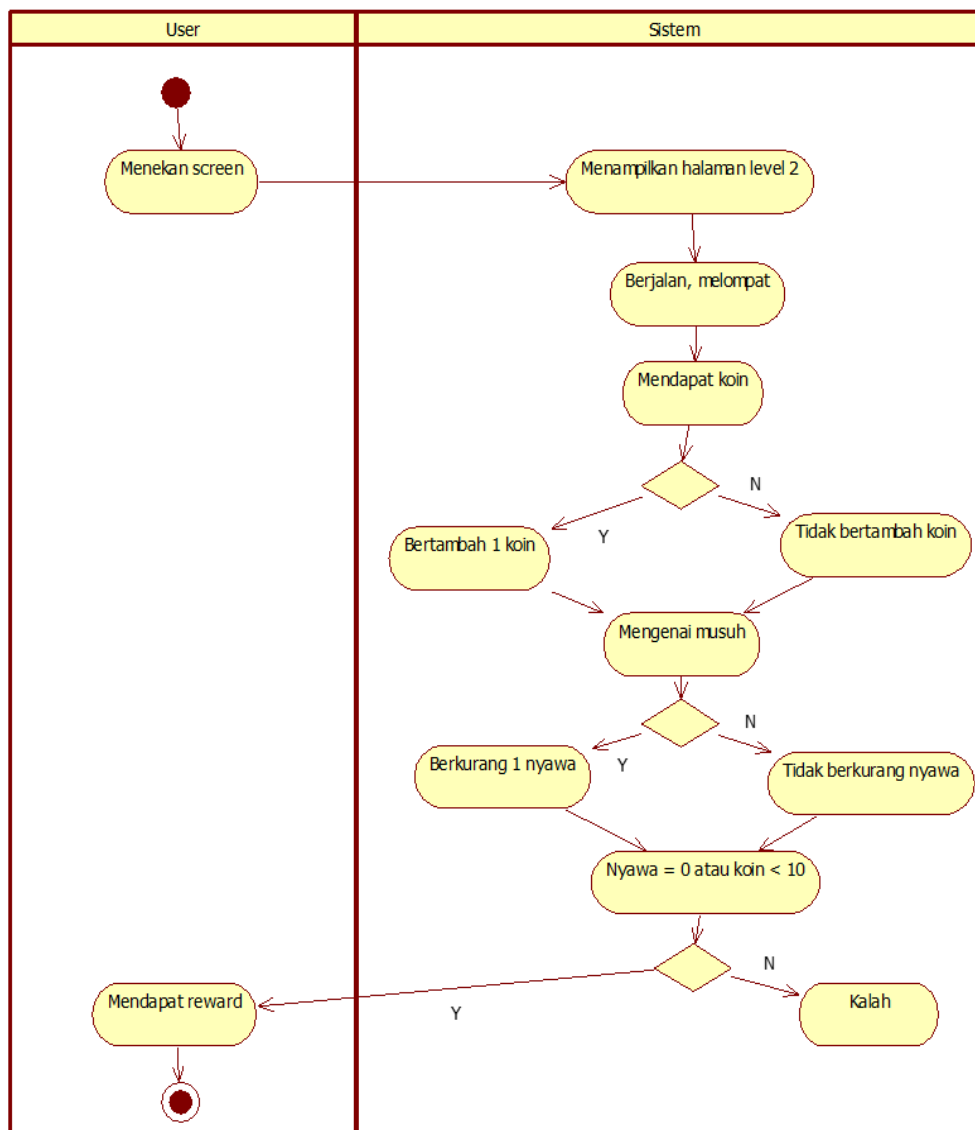 User
Sistem
Menekan screen
Menampilkan halaman level 2
Berjalan, melompat
Mendapat koin
N
Y
Bertambah 1 koin
Tidak bertambah koin
Mengenai musuh
N
Y
Berkurang 1 nyawa
Tidak berkurang nyawa
Nyawa = 0 atau koin < 10
N
Y
Mendapat reward
Kalah